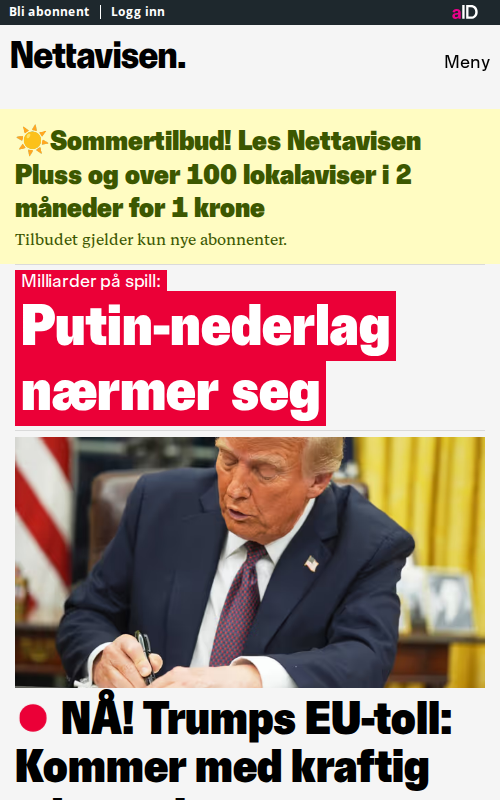 Bli abonnent
Logg inn
aID
Nettavisen.
Meny
☀️Sommertilbud! Les Nettavisen
Pluss og over 100 lokalaviser i 2
måneder for 1 krone
Tilbudet gjelder kun nye abonnenter.
Milliarder på spill:
Putin-nederlag
nærmer seg
NÅ! Trumps EU-toll:
Kommer med kraftig